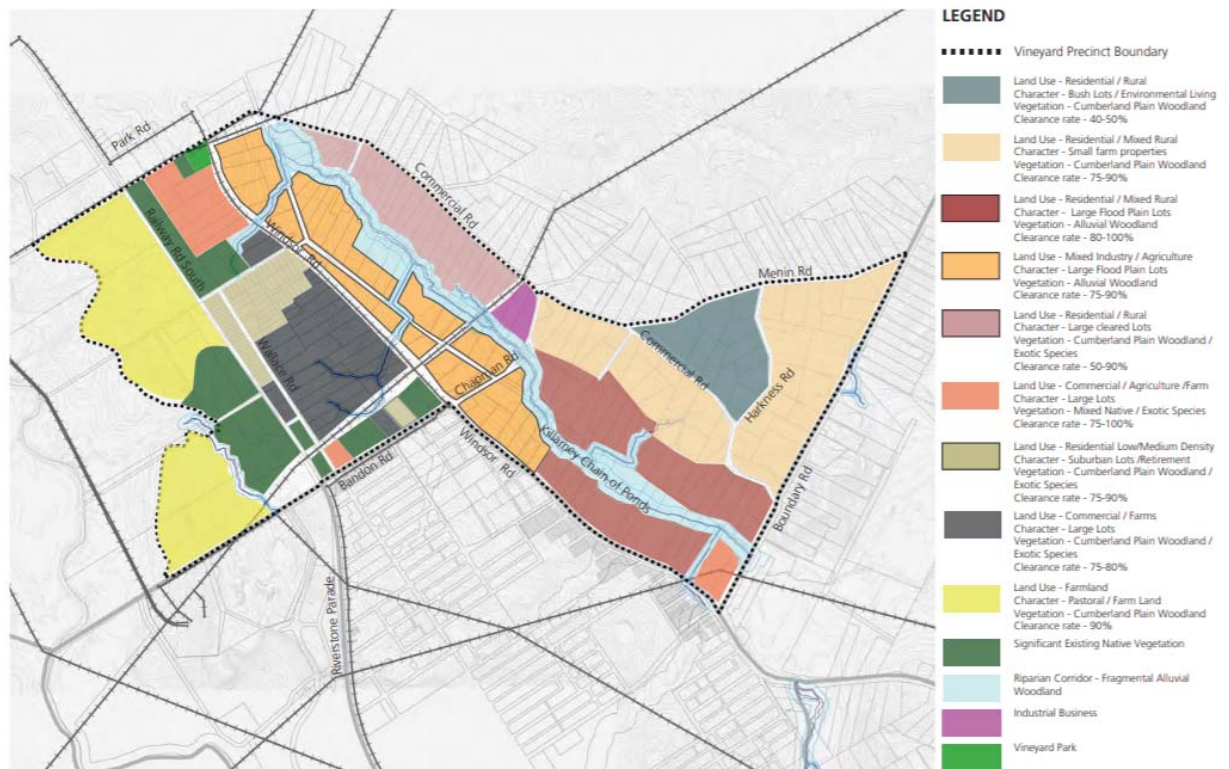 LEGEND
Vineyard Precinct Boundary
Land Use - Residential / Rural
Character - Bush Lots / Environmental Living
Vegetation - Cumberland Plain Woodland
Clearance rate - 40-50%
Land Use - Residential / Mixed Rural
Character - Small farm properties
Vegetation - Cumberland Plain Woodland
Clearance rate - 75-90%
Land Use - Residential / Mixed Rural
Character -  Large Flood Plain Lots
Vegetation - Alluvial Woodland
Clearance rate - 80-100%
Land Use - Mixed Industry / Agriculture
Character - Large Flood Plain Lots
Vegetation - Alluvial Woodland
Clearance rate - 75-90%
Land Use - Residential / Rural
Character - Large cleared Lots
Vegetation - Cumberland Plain Woodland /
Exotic Species
Clearance rate - 50-90%
Land Use - Commercial / Agriculture /Farm
Character - Large Lots
Vegetation - Mixed Native / Exotic Species
Clearance rate - 75-100%
Land Use - Residential Low/Medium Density
Character - Suburban Lots /Retirement
Vegetation - Cumberland Plain Woodland /
Exotic Species
Clearance rate - 75-90%
Land Use - Commercial / Farms
Character - Large Lots
Vegetation - Cumberland Plain Woodland /
Exotic Species
Clearance rate - 75-80%
Land Use - Farmland
Character - Pastoral / Farm Land
Vegetation - Cumberland Plain Woodland
Clearance rate - 90%
Significant Existing Native Vegetation
Riparian Corridor - Fragmental Alluvial
Woodland
Industrial Business
Vineyard Park
Park Rd
Commercial Rd
Railway Rd South
Windsor Rd
Menin Rd
Commercial Rd
Wallace Rd
Chapman Rd
Harkness Rd
Killarney Chain of Ponds
Windsor Rd
Bandon Rd
Boundary Rd
Riverstone Parade